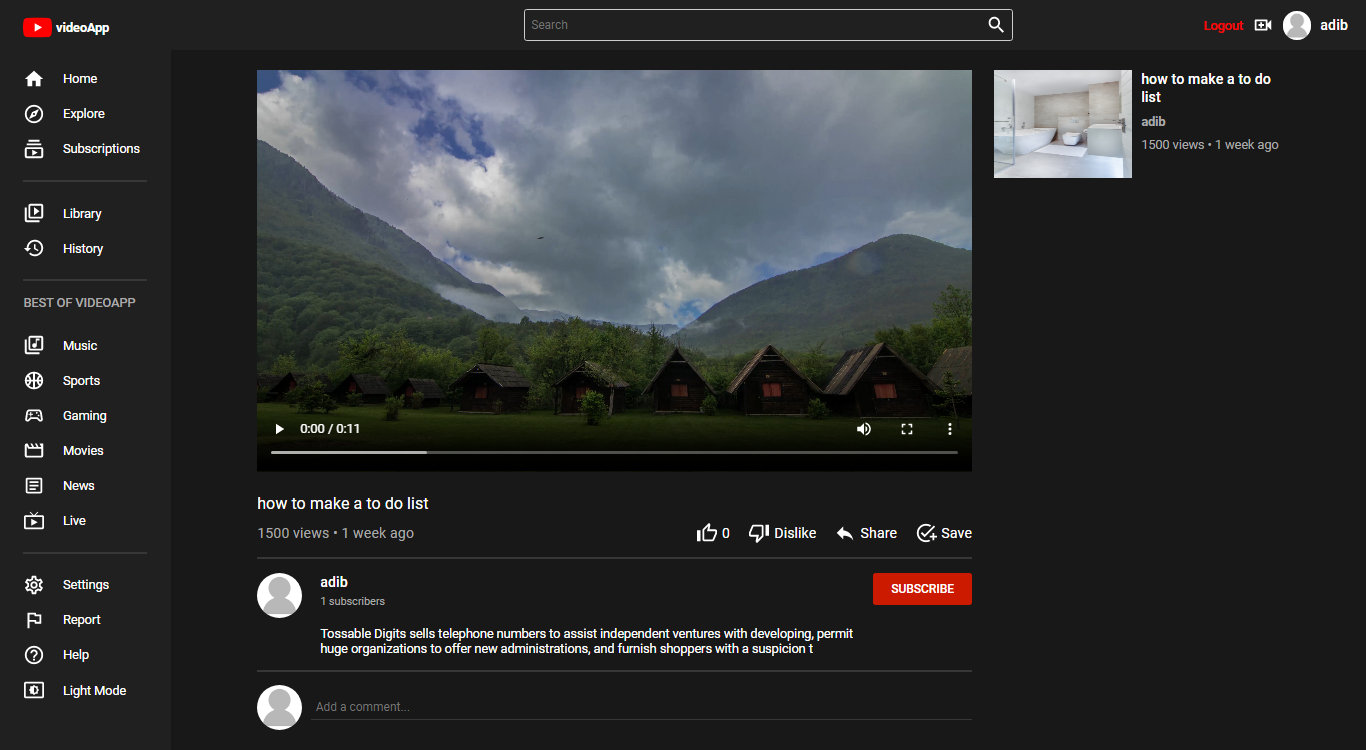 videoApp
Search
Logout
adib
Home
Explore
Subscriptions
Library
History
BEST OF VIDEOAPP
Music
Sports
Gaming
Movies
News
Live
Settings
Report
Help
Light Mode
0:00 / 0:11
how to make a to do list
1500 views • 1 week ago
0
Dislike
Share
Save
adib
1 subscribers
SUBSCRIBE
Tossable Digits sells telephone numbers to assist independent ventures with developing, permit
huge organizations to offer new administrations, and furnish shoppers with a suspicion t
Add a comment...
how to make a to do
list
adib
1500 views • 1 week ago